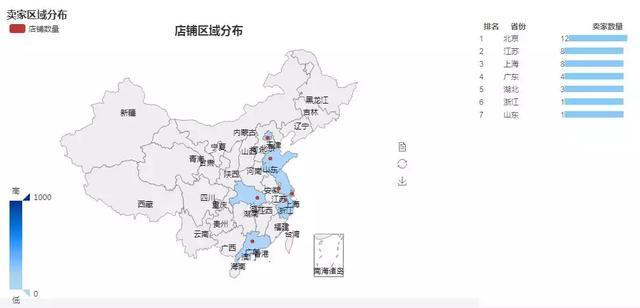 卖家区域分布
店铺数量
店铺区域分布
排名 省份 卖家数量
1 北京 12
2 江苏 8
3 上海 8
4 广东 4
5 湖北 3
6 浙江 1
7 山东 1
黑龙江
吉林
辽宁
新疆
内蒙古
天津
宁夏
山西
青海
甘肃
山东
陕西
河南
安徽
江苏
上海
西藏
四川
重庆
湖北
浙江
湖南
江西
贵州
福建
云南
台湾
广西
广东
香港
澳门
海南
南海诸岛
高
1000
0
低